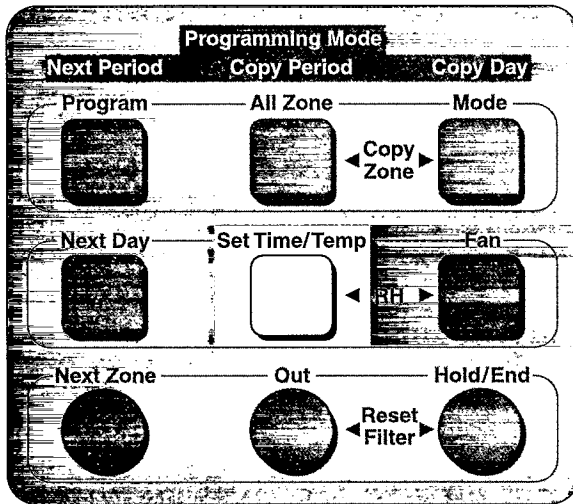 Programming Mode
Next Period Copy Period Copy Day
Program All Zone Mode
Copy
Zone
Next Day Set Time/Temp Fan
RH
Next Zone Out Hold/End
Reset
Filter